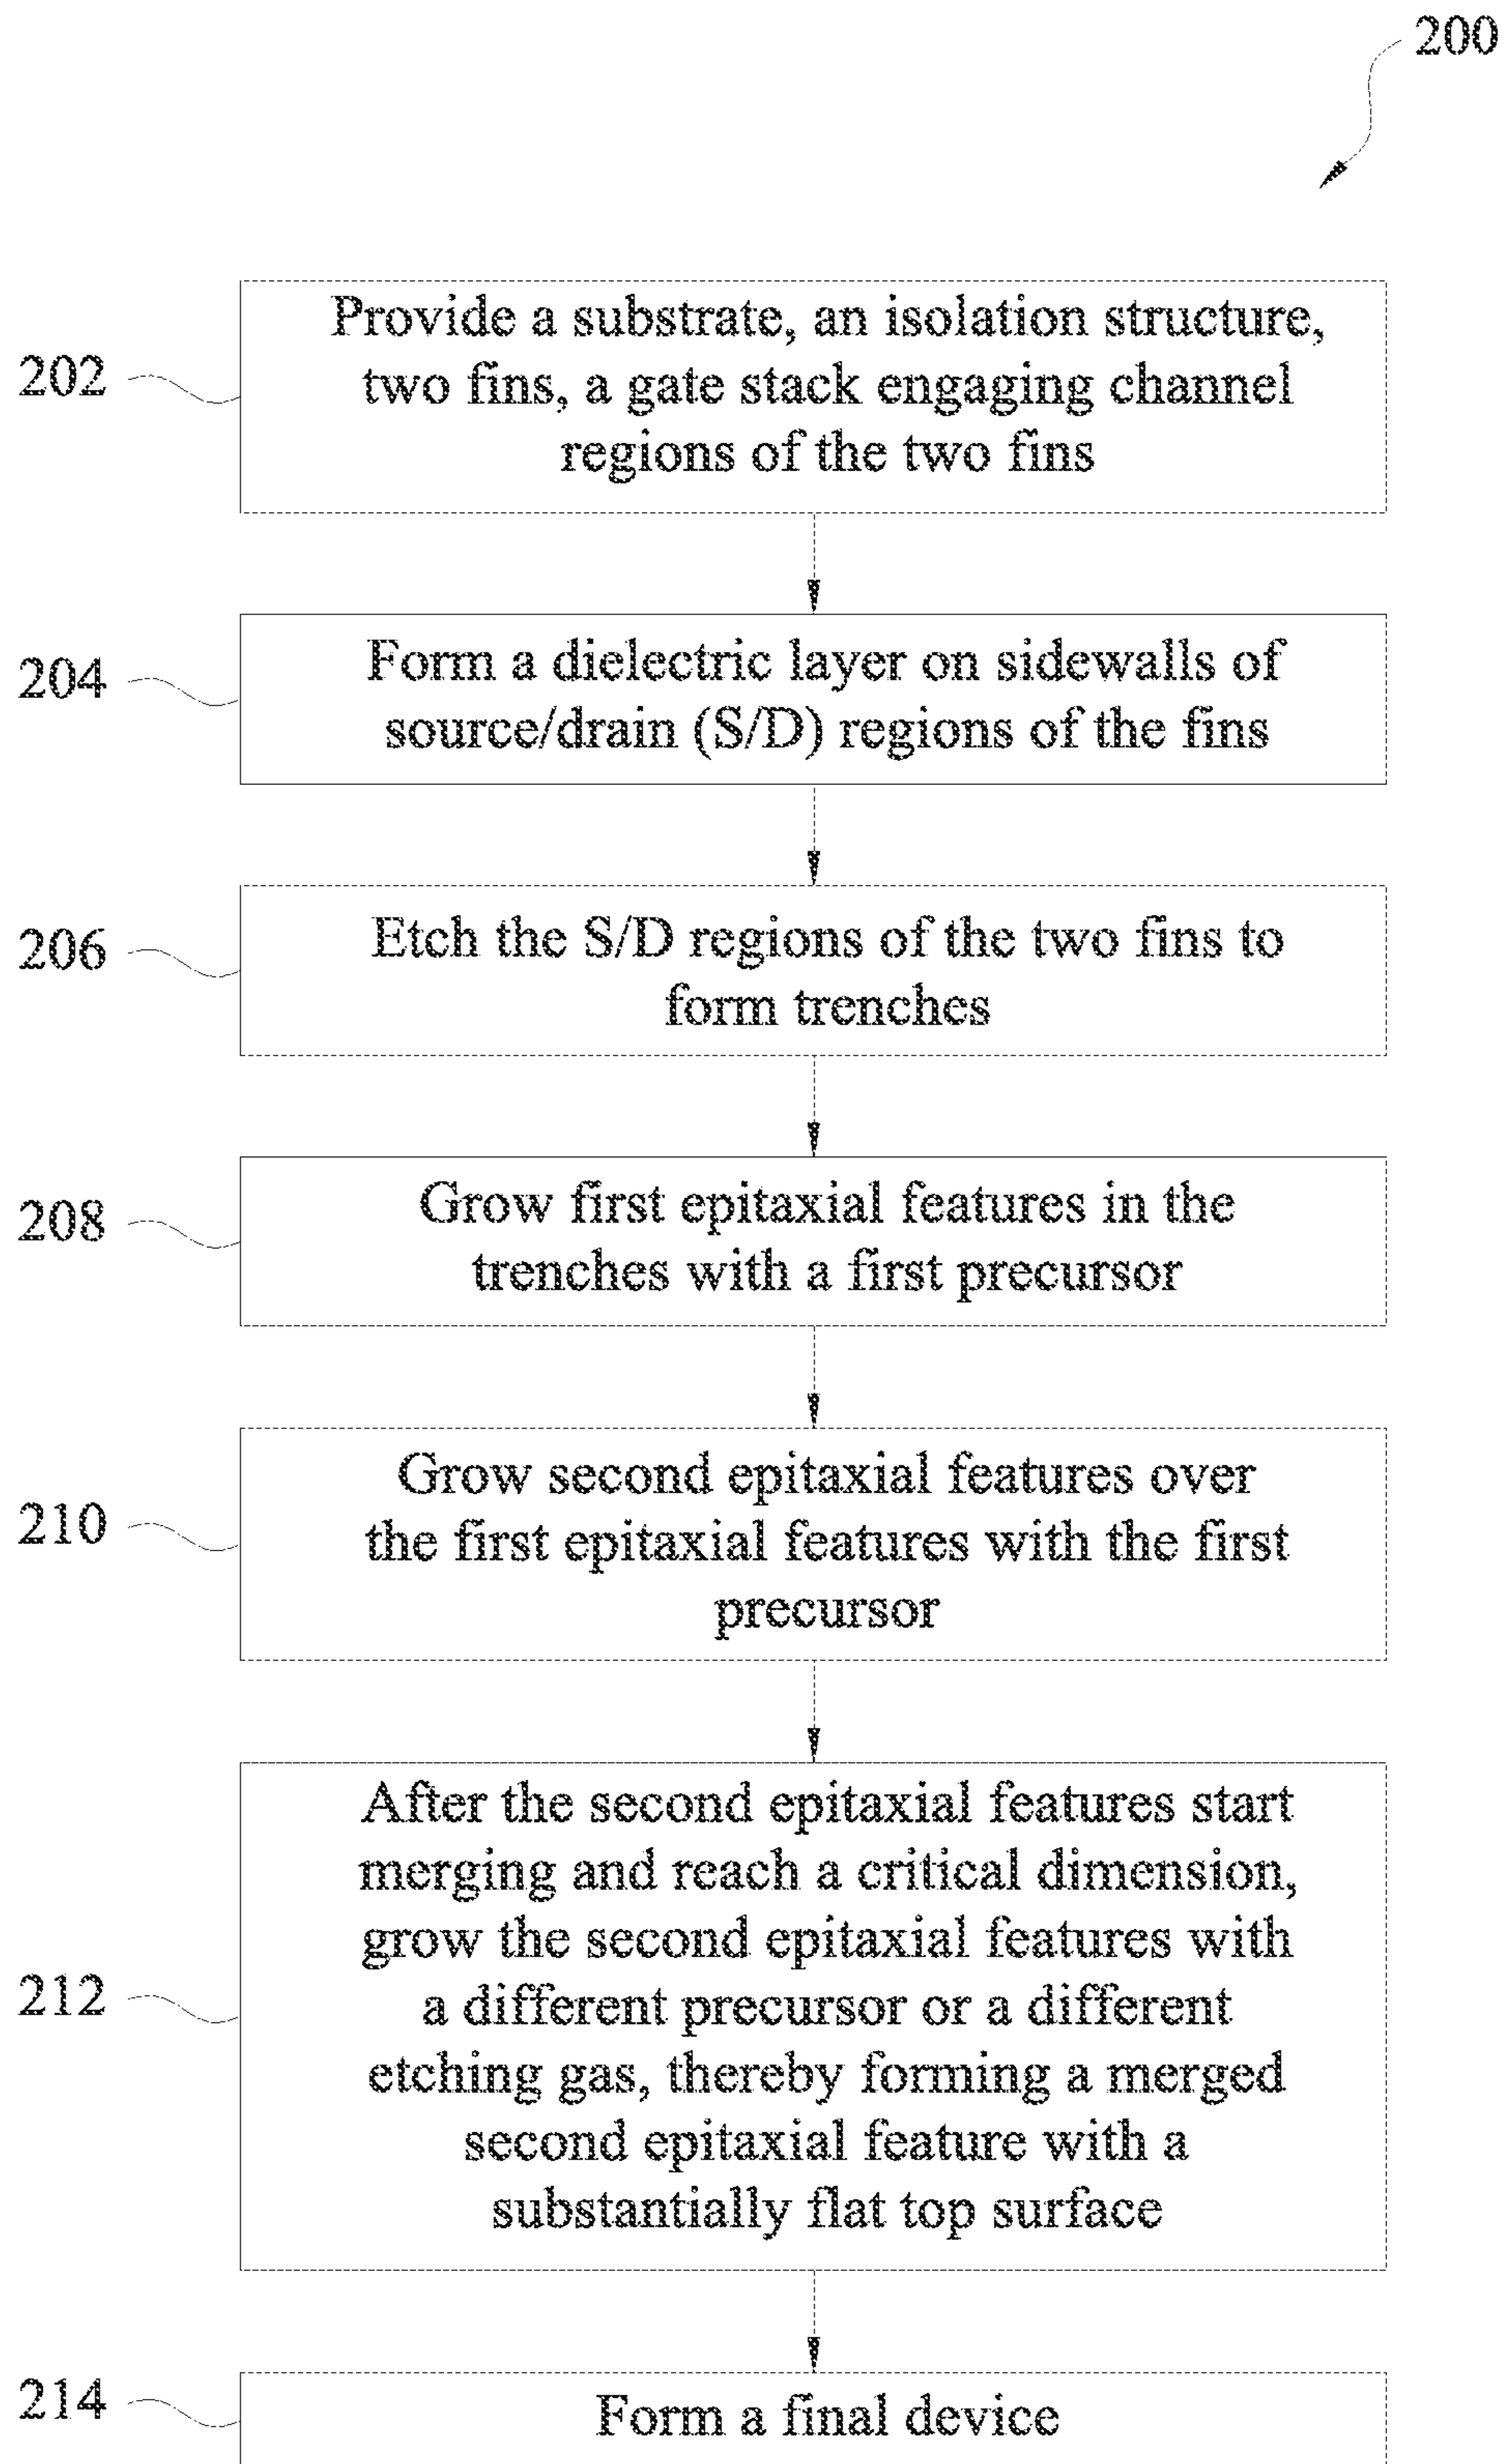 200
202
Provide a substrate, an isolation structure,
two fins, a gate stack engaging channel
regions of the two fins
204
Form a dielectric layer on sidewalls of
source/drain (S/D) regions of the fins
206
Etch the S/D regions of the two fins to
form trenches
208
Grow first epitaxial features in the
trenches with a first precursor
210
Grow second epitaxial features over
the first epitaxial features with the first
precursor
212
After the second epitaxial features start
merging and reach a critical dimension,
grow the second epitaxial features with
a different precursor or a different
etching gas, thereby forming a merged
second epitaxial feature with a
substantially flat top surface
214
Form a final device